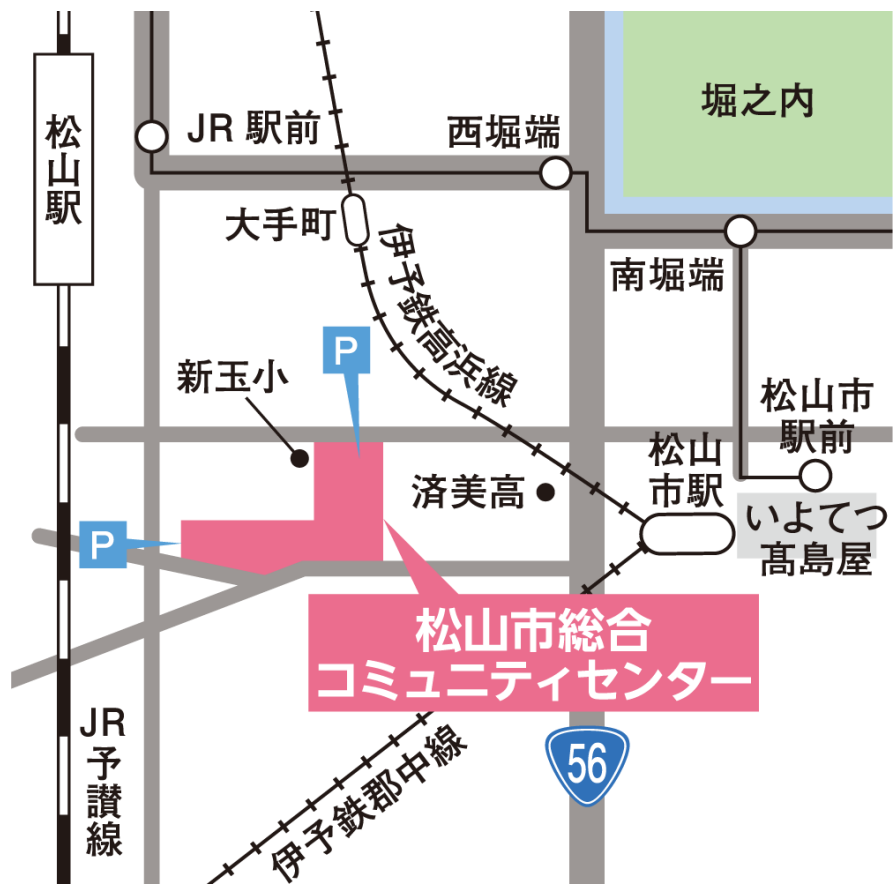 堀之内
JR 駅前
西堀端
松山駅
大手町
南堀端
伊予鉄高浜線
P
新玉小
松山市
駅前
松山
市駅
済美高
いよてつ
髙島屋
P
松山市総合
コミュニティセンター
JR
予讃線
56
伊予鉄郡中線